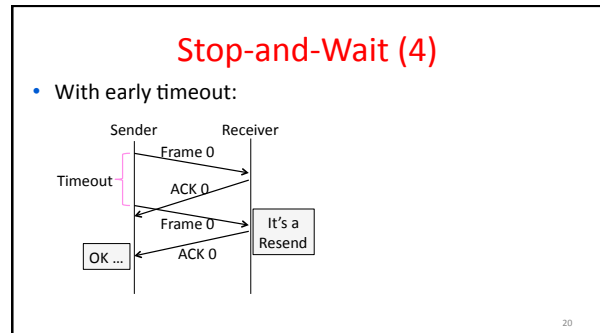 Stop-and-Wait (4)
• With early timeout:
Sender Receiver
Frame 0
Timeout
ACK 0
Frame 0
It's a
Resend
ACK 0
OK ...
20